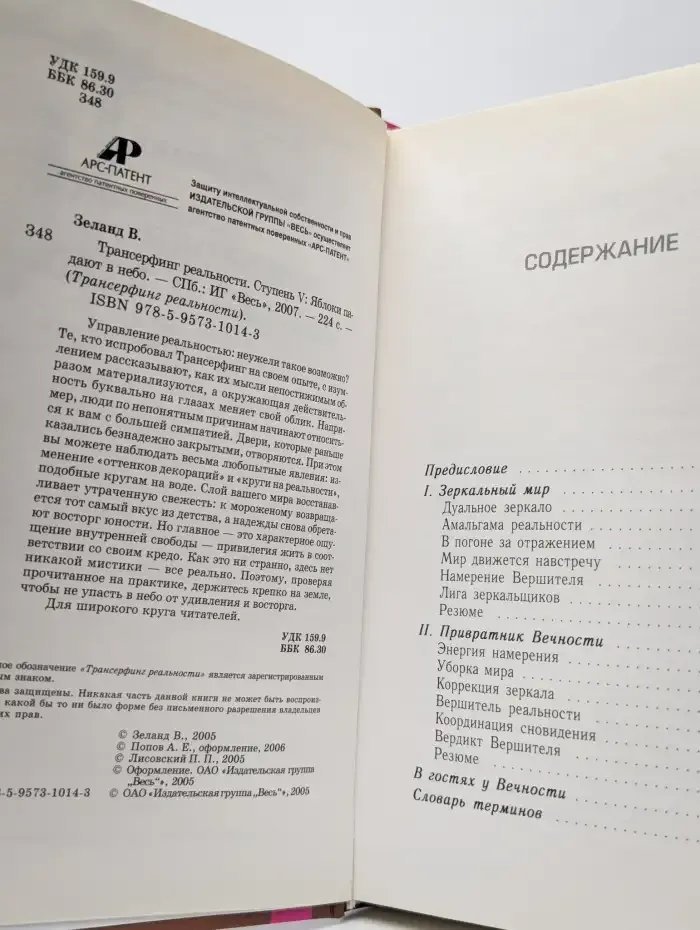 УДК 159.9
ББК 86.30
З48
АРС-ПАТЕНТ
агентство патентных поверенных
Защиту интеллектуальной собственности и прав
ИЗДАТЕЛЬСКОЙ ГРУППЫ «ВЕСЬ» осуществляет
агентство патентных поверенных «АРС-ПАТЕНТ»
Зеланд В.
З48
Трансерфинг реальности. Ступень V: Яблоки па-
дают в небо. — СПб.: ИГ «Весь», 2007. — 224 с. —
(Трансерфинг реальности).
ISBN 978-5-9573-1014-3
Управление реальностью: неужели такое возможно?
Те, кто испробовал Трансерфинг на своем опыте, с изум-
лением рассказывают, как их мысли непостижимым об-
разом материализуются, а окружающая действитель-
ность буквально на глазах меняет свой облик. Напри-
мер, люди по непонятным причинам начинают относить-
ся к вам с большей симпатией. Двери, которые раньше
казались безнадежно закрытыми, отворяются. При этом
вы можете наблюдать весьма любопытные явления: из-
менение «оттенков декораций» и «круги на реальности»,
подобные кругам на воде. Слой вашего мира восстанав-
ливает утраченную свежесть: к мороженому возвраща-
ется тот самый вкус из детства, а надежды снова обрета-
ют восторг юности. Но главное — это характерное ощу-
щение внутренней свободы — привилегия жить в соот-
ветствии со своим кредо. Как это ни странно, здесь нет
никакой мистики — все реально. Поэтому, проверяя
прочитанное на практике, держитесь крепко на земле,
чтобы не упасть в небо от удивления и восторга.
Для широкого круга читателей.
УДК 159.9
ББК 86.30
ное обозначение «Трансерфинг реальности» является зарегистрированным
ым знаком.
ва защищены. Никакая часть данной книги не может быть воспроиз-
какой бы то ни было форме без письменного разрешения владельцев
их прав.
© Зеланд В., 2005
© Попов А. Е., оформление, 2006
© Лисовский П. П., 2005
© Оформление. ОАО «Издательская группа
„Весь“», 2005
8-5-9573-1014-3 © ОАО «Издательская группа „Весь“», 2005
СОДЕРЖАНИЕ
Предисловие
I. Зеркальный мир
Дуальное зеркало
Амальгама реальности
В погоне за отражением
Мир движется навстречу
Намерение Вершителя
Лига зеркальщиков
Резюме
II. Привратник Вечности
Энергия намерения
Уборка мира
Коррекция зеркала
Вершитель реальности
Координация сновидения
Вердикт Вершителя
Резюме
В гостях у Вечности
Словарь терминов